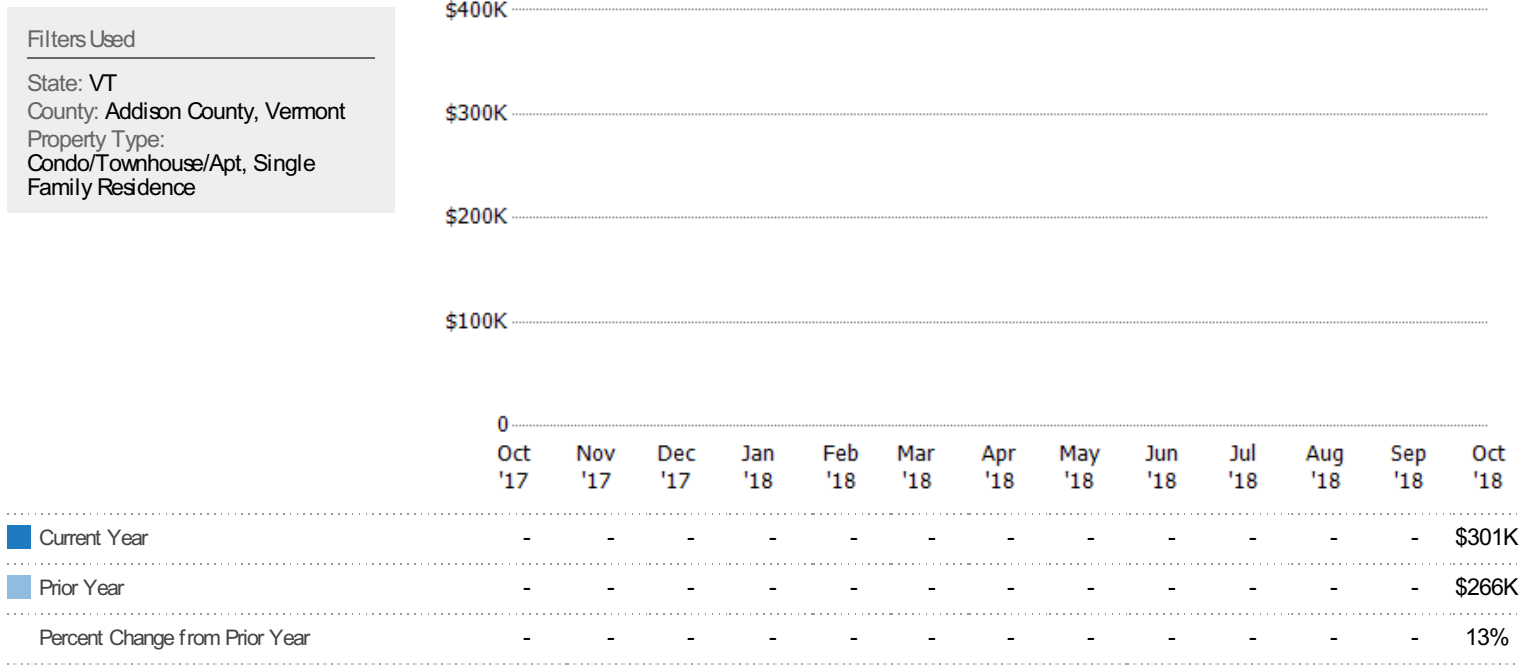 Filters Used
State: VT
County: Addison County, Vermont
Property Type:
Condo/Townhouse/Apt, Single
Family Residence
$400K
$300K
$200K
$100K
0
Oct Nov Dec Jan Feb Mar Apr May Jun Jul Aug Sep Oct
'17 '17 '17 '18 '18 '18 '18 '18 '18 '18 '18 '18 '18
Current Year - - - - - - - - - - - - $301K
Prior Year - - - - - - - - - - - - $266K
Percent Change from Prior Year - - - - - - - - - - - - 13%